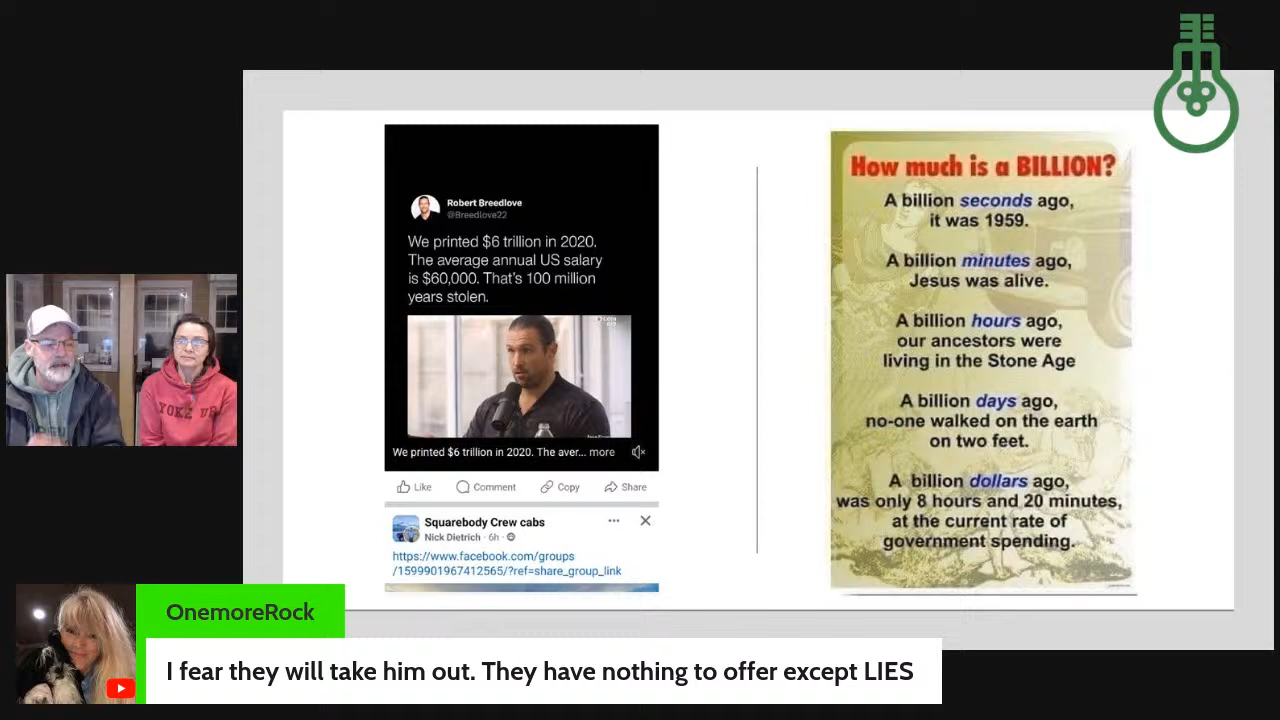 Robert Breedlove
@Breedlove22
We printed $6 trillion in 2020.
The average annual US salary
is $60,000. That's 100 million
years stolen.
We printed $6 trillion in 2020. The aver... more
Like
Comment
Copy
Share
Squarebody Crew cabs
Nick Dietrich · 6h ·
https://www.facebook.com/groups
/1599901967412565/?ref=share_group_link
How much is a BILLION?
A billion seconds ago,
it was 1959.
A billion minutes ago,
Jesus was alive.
A billion hours ago,
our ancestors were
living in the Stone Age
A billion days ago,
no-one walked on the earth
on two feet.
A billion dollars ago,
was only 8 hours and 20 minutes,
at the current rate of
government spending.
YOKE UP
OnemoreRock
I fear they will take him out. They have nothing to offer except LIES